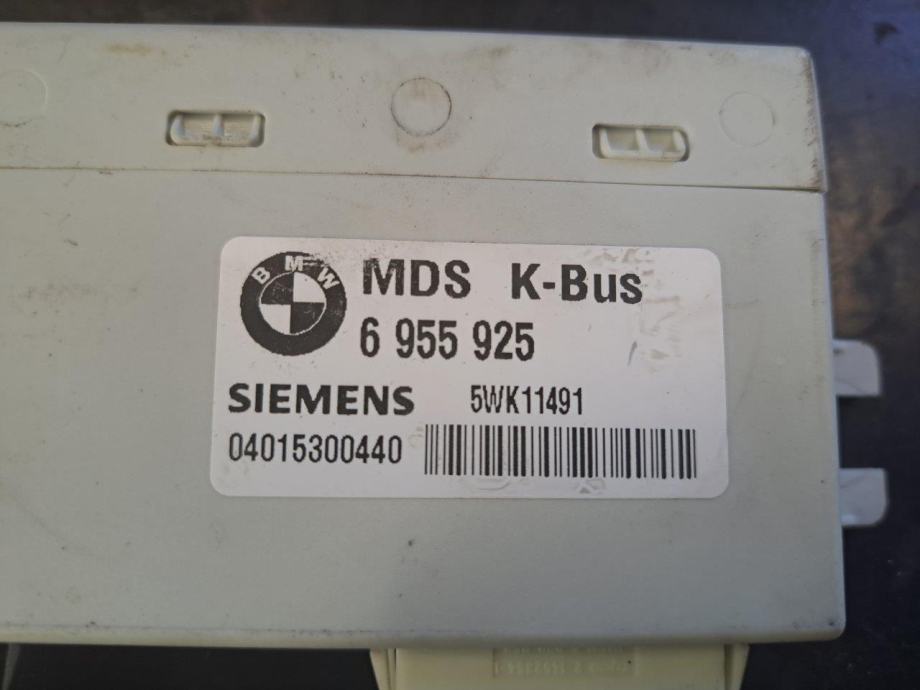 BMW
MDS K-Bus
6 955 925
SIEMENS 5WK11491
04015300440